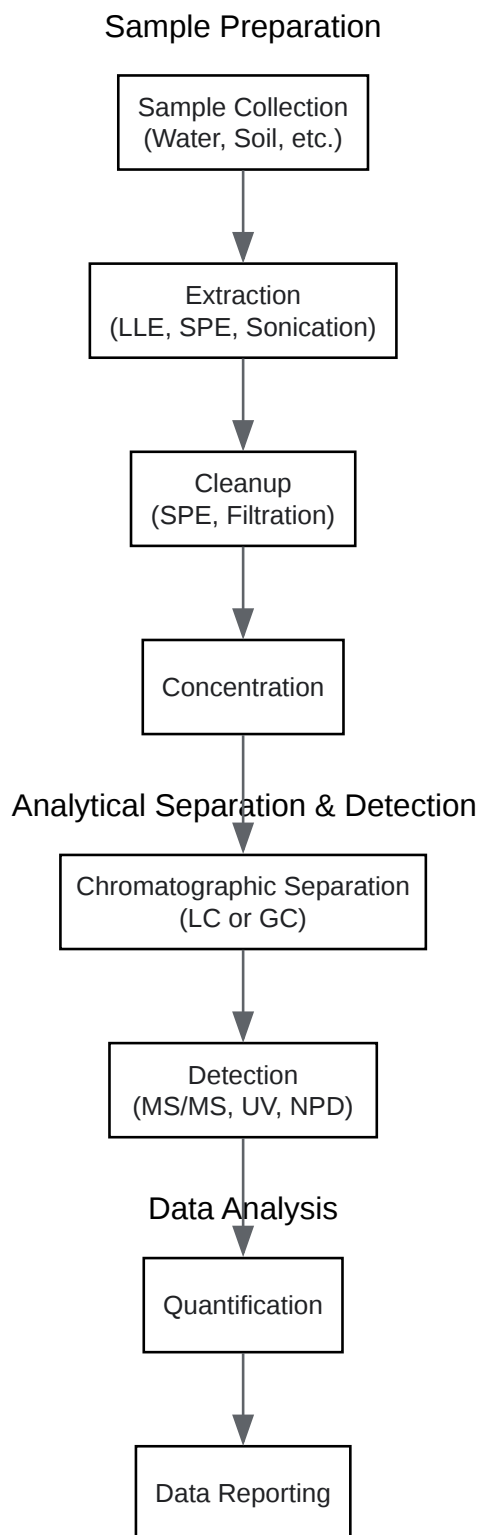 Sample Preparation
Sample Collection
(Water, Soil, etc.)
Extraction
(LLE, SPE, Sonication)
Cleanup
(SPE, Filtration)
Concentration
Analytical Separation & Detection
Chromatographic Separation
(LC or GC)
Detection
(MS/MS, UV, NPD)
Data Analysis
Quantification
Data Reporting